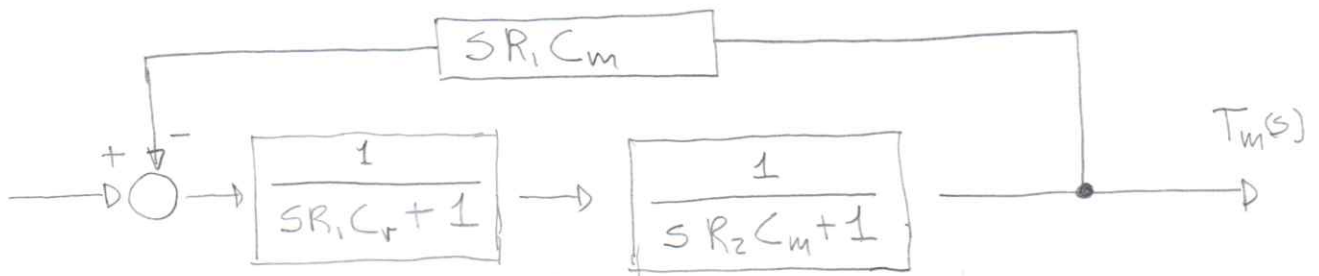 SR₁Cₘ
Tₘ(s)
+ −
1
SR₁Cᵣ + 1
1
SR₂Cₘ + 1